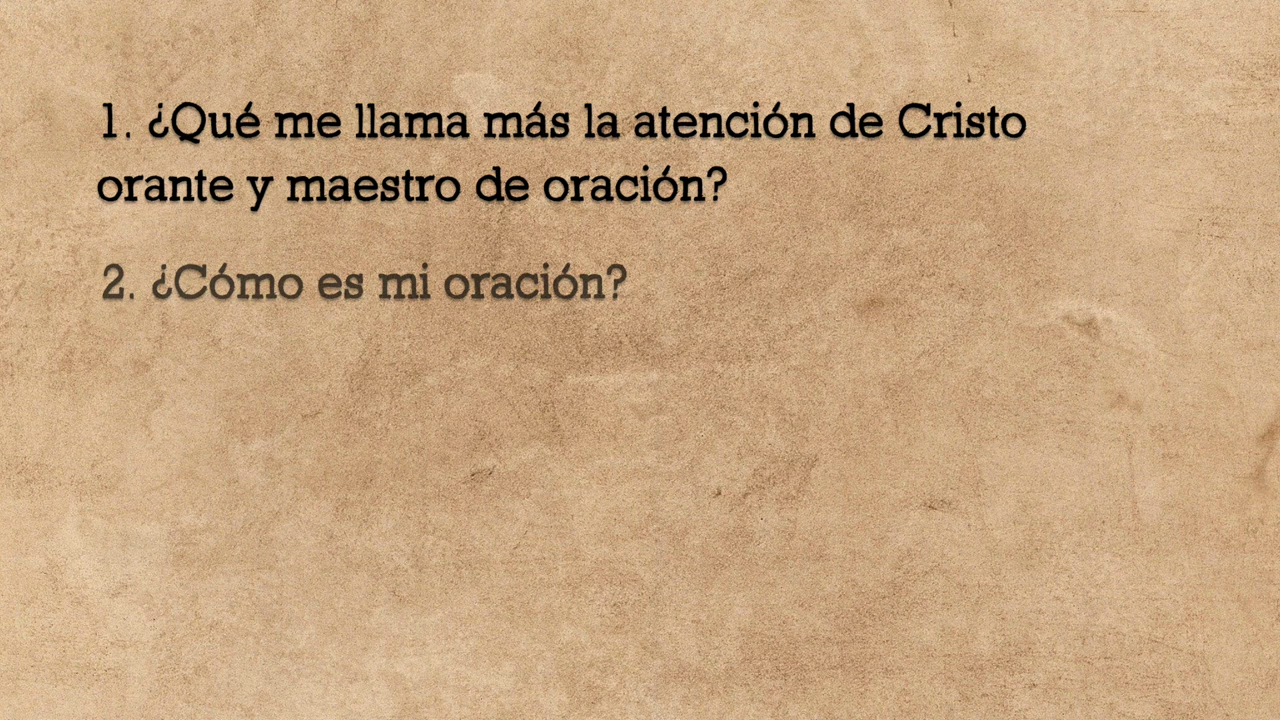 1. ¿Qué me llama más la atención de Cristo
orante y maestro de oración?
2. ¿Cómo es mi oración?